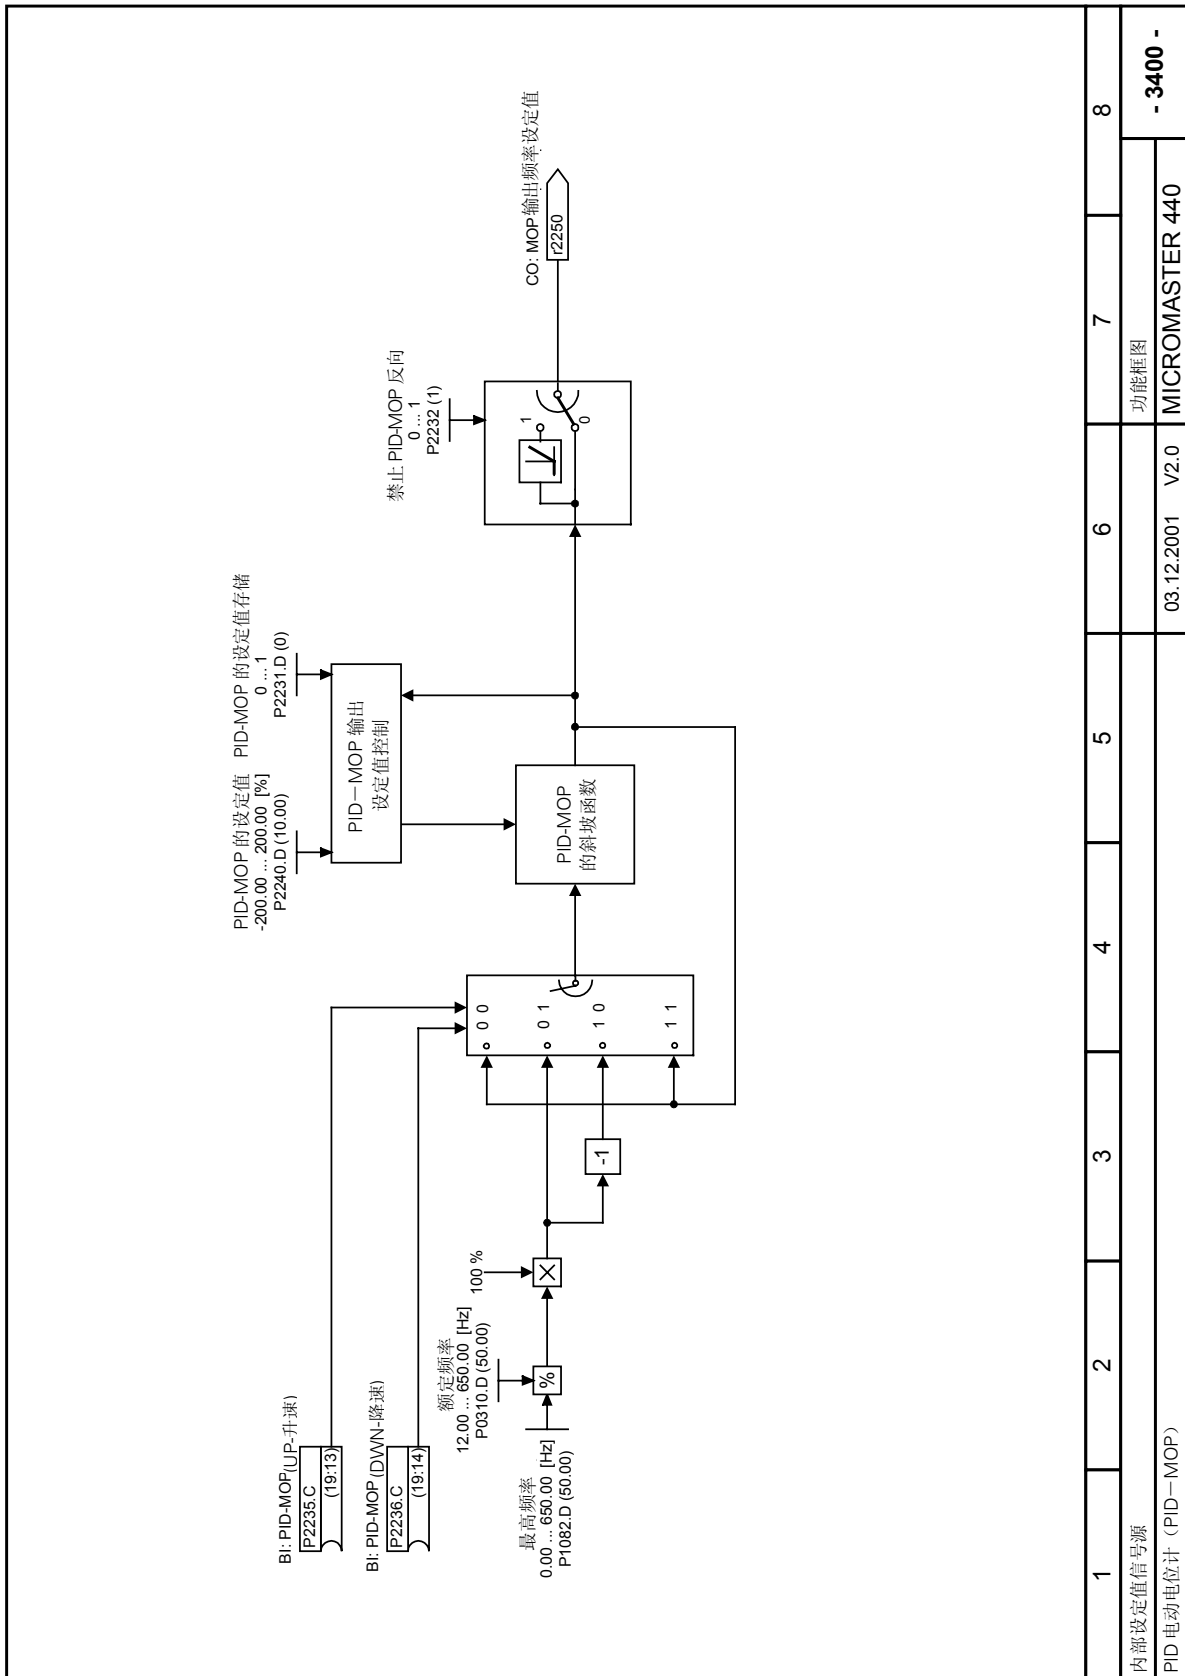 PID-MOP 的设定值
-200.00 ... 200.00 [%]
P2240.D (10.00)
PID-MOP 的设定值存储
0 ... 1
P2231.D (0)
BI: PID-MOP(UP-升速)
P2235.C
(19:13)
BI: PID-MOP (DWN-降速)
P2236.C
(19:14)
PID-MOP 输出
设定值控制
禁止 PID-MOP 反向
0 ... 1
P2232 (1)
额定频率
12.00 ... 650.00 [Hz]
P0310.D (50.00)
100 %
最高频率
0.00 ... 650.00 [Hz]
P1082.D (50.00)
%
-1
0 0
0 1
1 0
1 1
PID-MOP
的斜坡函数
1
0
CO: MOP输出频率设定值
r2250
1
2
3
4
5
6
7
8
内部设定值信号源
功能框图
- 3400 -
PID 电动电位计（PID-MOP）
03.12.2001
V2.0
MICROMASTER 440